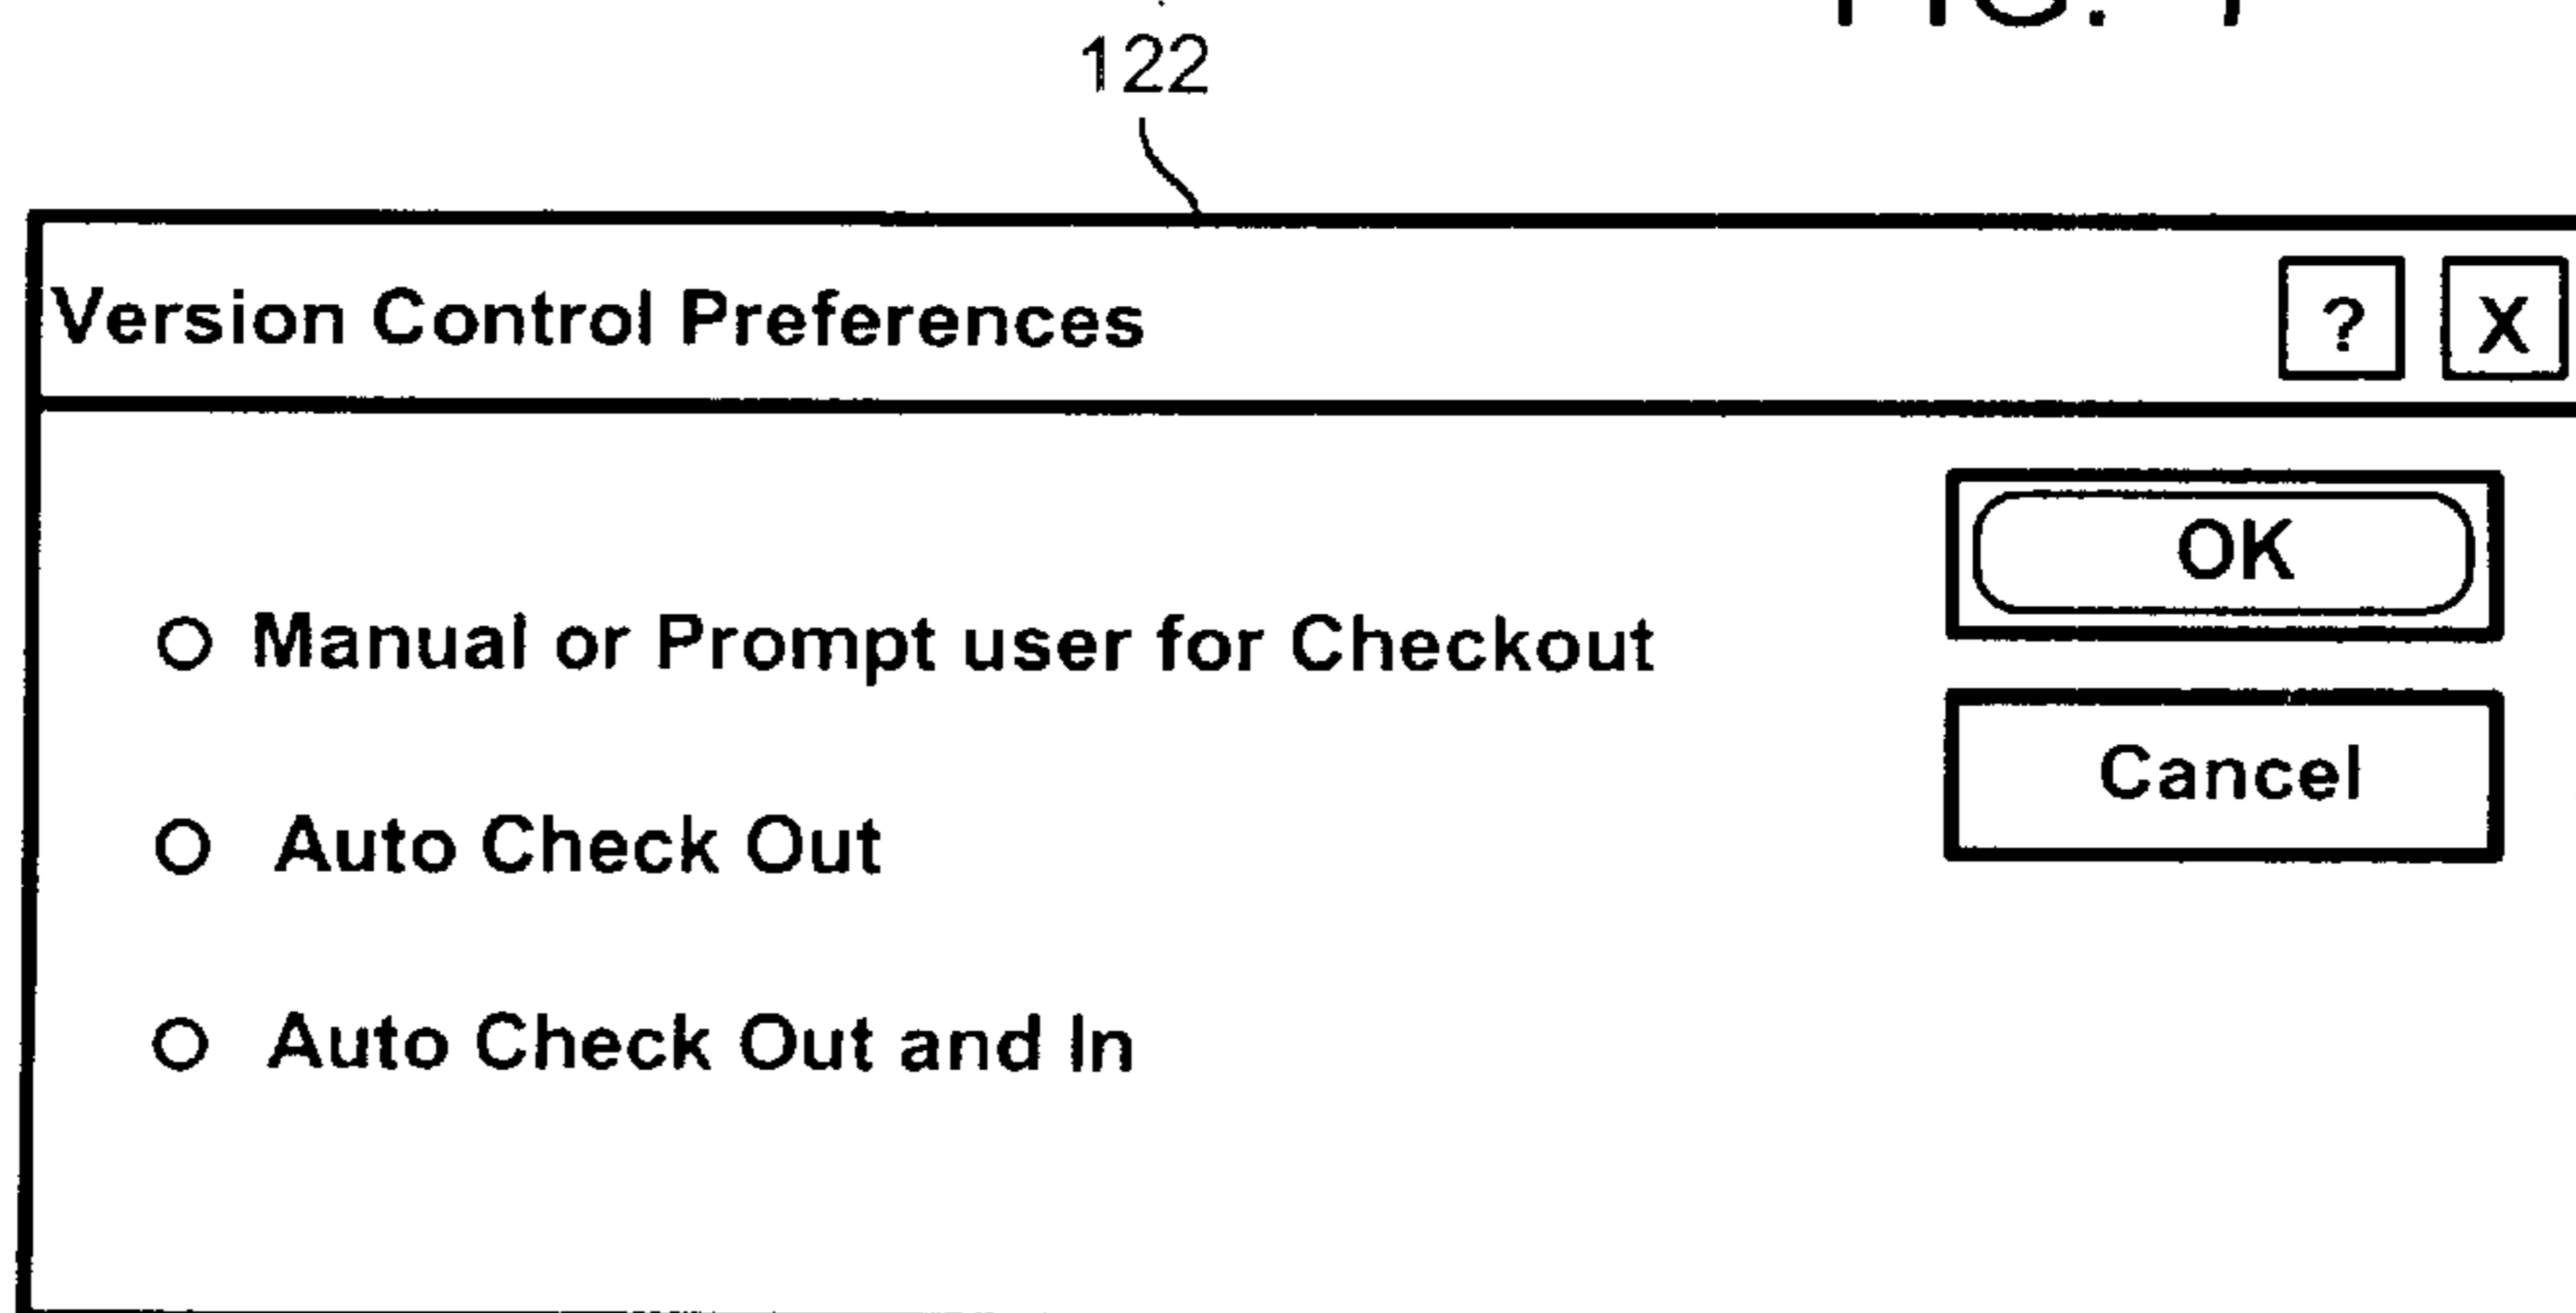 122
Version Control Preferences ? X
OK
Manual or Prompt user for Checkout
Cancel
Auto Check Out
Auto Check Out and In